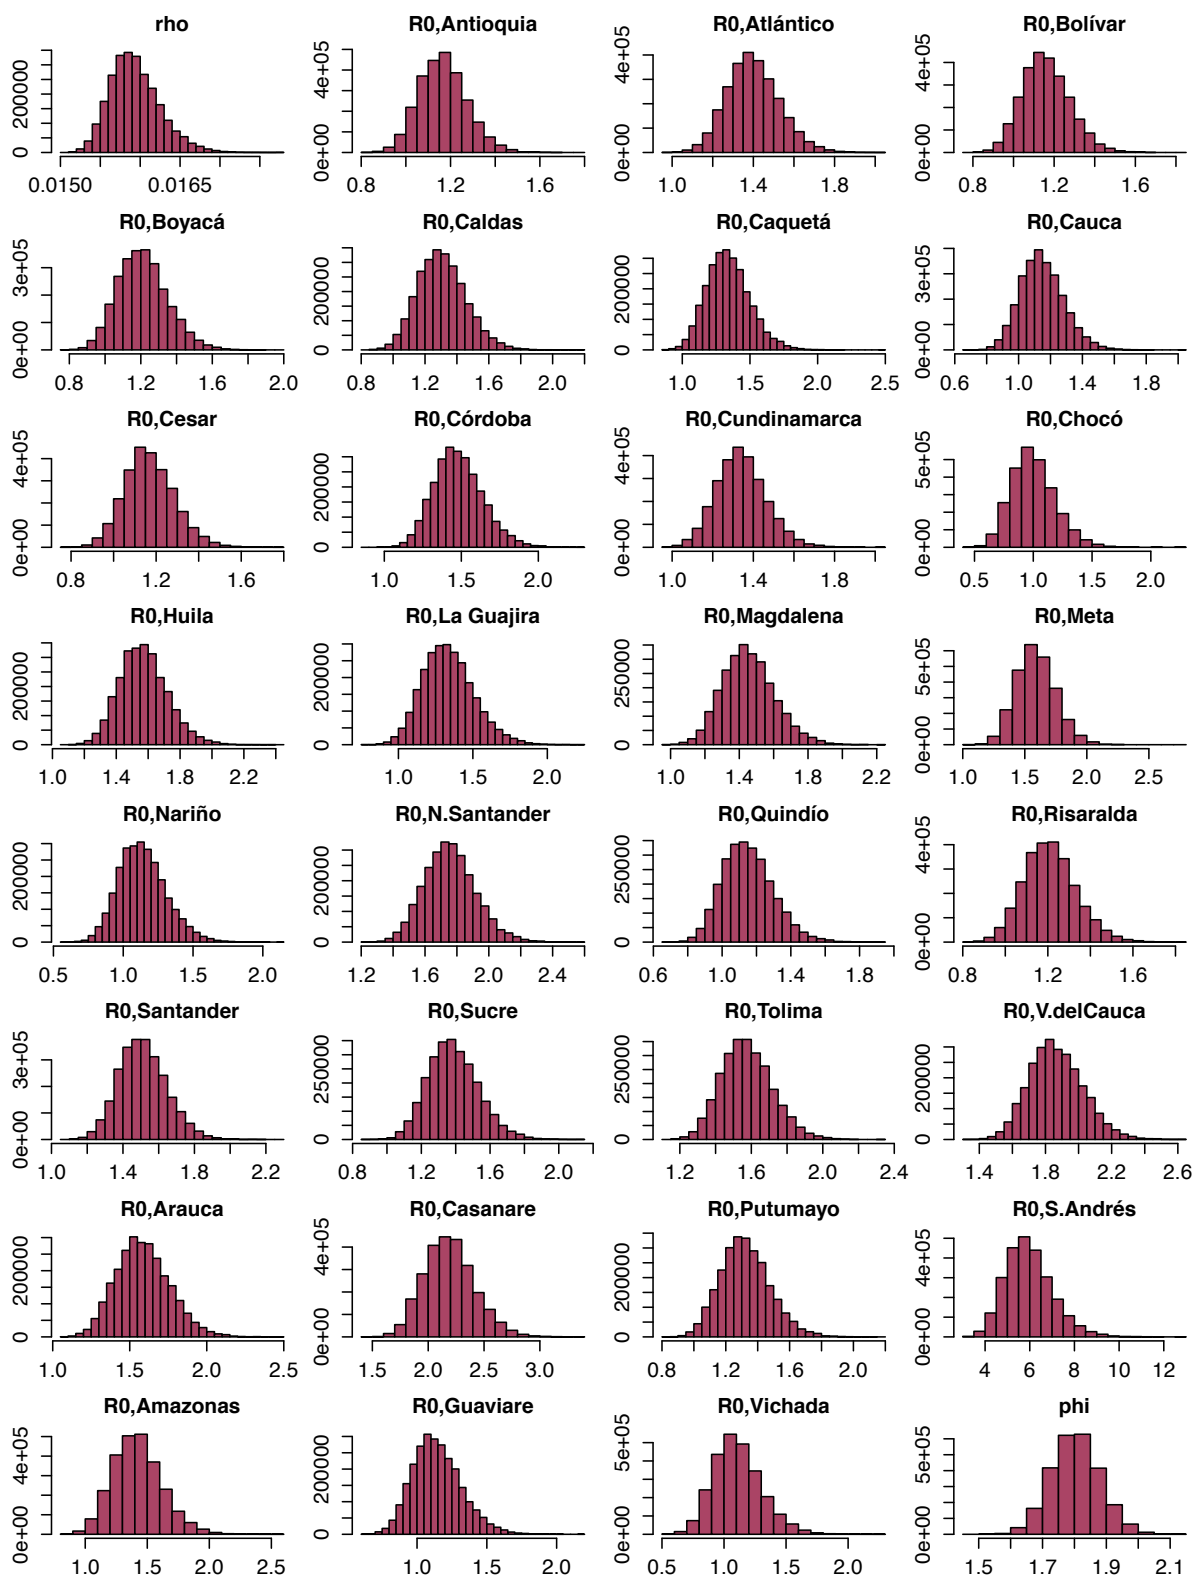 rho R0,Antioquia R0,Atlántico R0,Bolívar
0 200000 0e+00 4e+05 0e+00 4e+05 0e+00 4e+05
0.0150 0.0165 0.8 1.2 1.6 1.0 1.4 1.8 0.8 1.2 1.6
R0,Boyacá R0,Caldas R0,Caquetá R0,Cauca
0e+00 3e+05 0 200000 0 200000 0e+00 3e+05
0.8 1.2 1.6 2.0 1.0 1.4 1.8 2.2 1.0 1.5 2.0 2.5 0.6 1.0 1.4 1.8
R0,Cesar R0,Córdoba R0,Cundinamarca R0,Chocó
0e+00 4e+05 0 200000 0e+00 4e+05 0e+00 5e+05
0.8 1.2 1.6 1.0 1.5 2.0 1.0 1.4 1.8 0.5 1.0 1.5 2.0
R0,Huila R0,La Guajira R0,Magdalena R0,Meta
0 200000 0 200000 0 250000 0e+00 5e+05
1.0 1.4 1.8 2.2 1.0 1.5 2.0 1.0 1.4 1.8 2.2 1.0 1.5 2.0 2.5
R0,Nariño R0,N.Santander R0,Quindío R0,Risaralda
0 200000 0 200000 0 250000 0e+00 4e+05
0.5 1.0 1.5 2.0 1.2 1.6 2.0 2.4 0.6 1.0 1.4 1.8 0.8 1.2 1.6
R0,Santander R0,Sucre R0,Tolima R0,V.delCauca
0e+00 3e+05 0 250000 0 250000 0 200000
1.0 1.4 1.8 2.2 0.8 1.2 1.6 2.0 1.2 1.6 2.0 2.4 1.4 1.8 2.2 2.6
R0,Arauca R0,Casanare R0,Putumayo R0,S.Andrés
0 200000 0e+00 4e+05 0 200000 0e+00 4e+05
1.0 1.5 2.0 2.5 1.5 2.0 2.5 3.0 0.8 1.2 1.6 2.0 4 6 8 10 12
R0,Amazonas R0,Guaviare R0,Vichada phi
0e+00 4e+05 0 200000 0e+00 5e+05 0e+00 5e+05
1.0 1.5 2.0 2.5 1.0 1.5 2.0 0.5 1.0 1.5 2.0 1.5 1.7 1.9 2.1